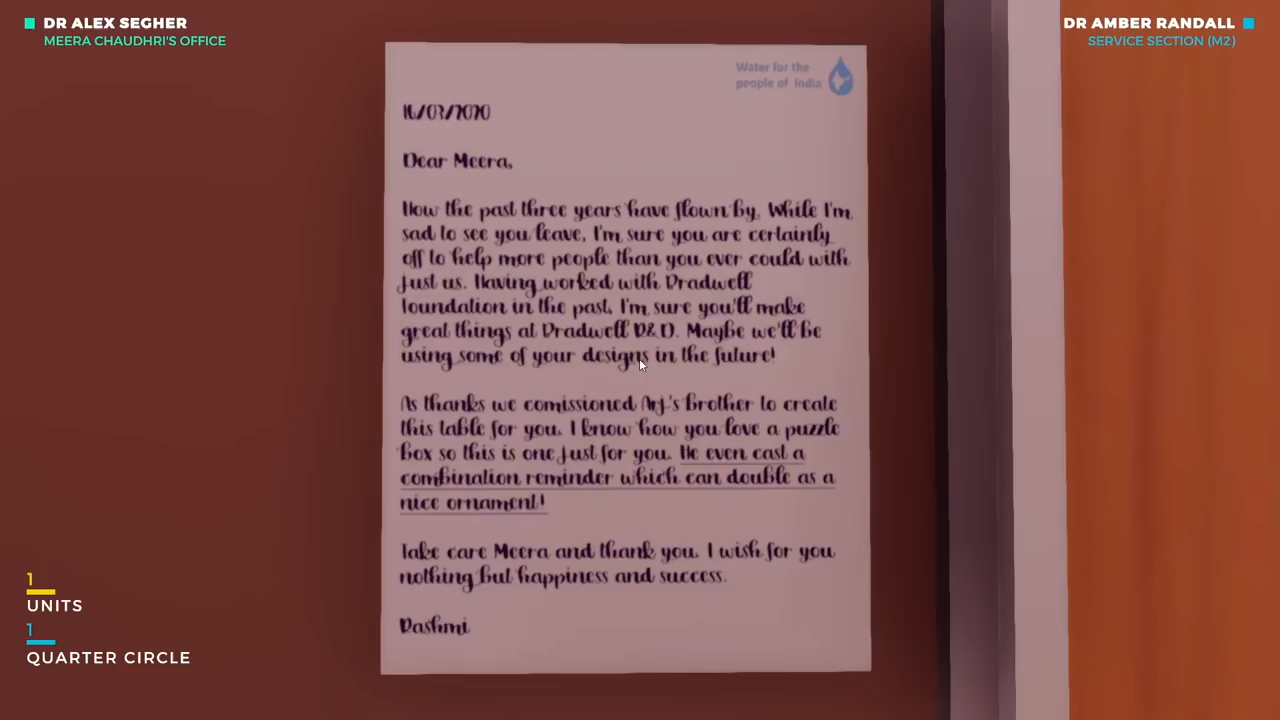 DR ALEX SEGHER
MEERA CHAUDHRI'S OFFICE
DR AMBER RANDALL
SERVICE SECTION (M2)
Water for the
people of India
16/03/2020
Dear Meera,
How the past three years have flown by. While I'm
sad to see you leave, I'm sure you are certainly
off to help more people than you ever could with
just us. Having worked with Bradwell
Foundation in the past, I'm sure you'll make
great things at Bradwell R&D. Maybe we'll be
using some of your designs in the future!
As thanks we comissioned Arj's brother to create
this table for you. I know how you love a puzzle
box so this is one just for you. He even cast a
combination reminder which can double as a
nice ornament!
Take care Meera and thank you. I wish for you
nothing but happiness and success.
Rashmi
1
UNITS
1
QUARTER CIRCLE